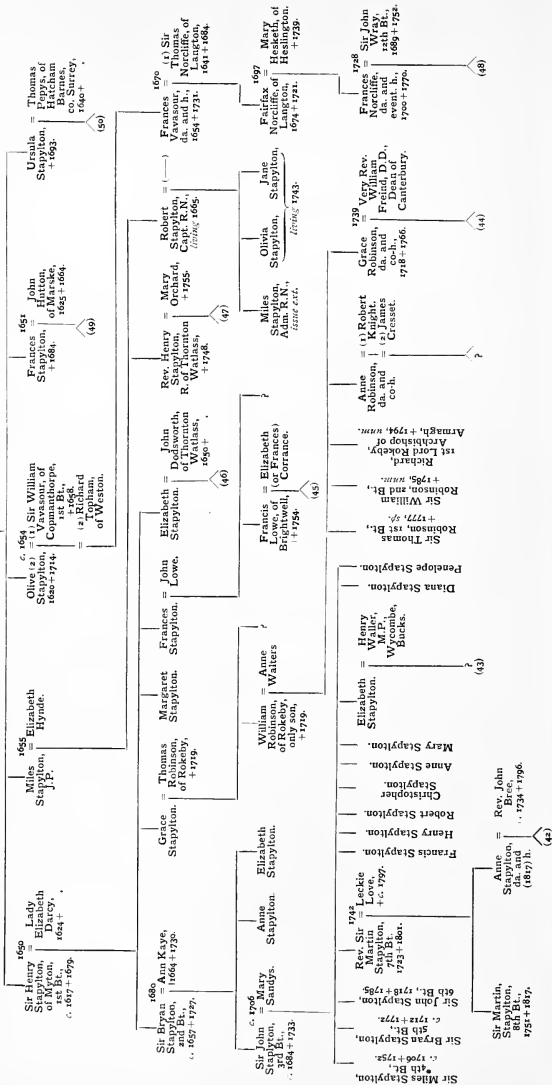 1650
Sir Henry
Stapylton,
of Myton,
1st Bt.,
c. 1617+1679.
=
Lady
Elizabeth
Darcy,
1624+ .
1655
Miles
Stapylton,
J.P.
=
Elizabeth
Hynde.
c. 1654
Olive (2)
Stapylton,
1620+1714.
= (1) Sir William
Vavasour, of
Copmanthorpe,
1st Bt.,
+1658.
= (2) Richard
Topham,
of Weston.
1651
Frances
Stapylton,
+1684.
=
John
Hutton,
of Marske,
1625+1664.
(49)
Ursula
Stapylton,
+1693.
=
Thomas
Pepys, of
Hatcham
Barnes,
co. Surrey,
1640+
(50)
1680
Sir Bryan
Stapylton,
2nd Bt.,
c. 1657+1727.
=
Ann Kaye,
1664+1730.
Grace
Stapylton.
=
Thomas
Robinson,
of Rokeby,
+1719.
Margaret
Stapylton.
Frances
Stapylton.
=
John
Lowe.
Elizabeth
Stapylton.
=
John
Dodsworth,
of Thornton
Watlass,
1650+ .
(46)
Rev. Henry
Stapylton,
R. of Thornton
Watlass,
+1748.
=
Mary
Orchard,
+1755.
(47)
Robert
Stapylton,
Capt. R.N.,
living 1665.
= (—)
1670
Frances
Vavasour,
da. and h.,
1654+1731.
= (1) Sir
Thomas
Norcliffe, of
Langton,
1641+1684.
c. 1706
Sir John
Stapylton,
3rd Bt.,
c. 1684+1733.
=
Mary
Sandys.
Anne
Stapylton.
Elizabeth
Stapylton.
William
Robinson,
of Rokeby,
only son,
+1719.
=
Anne
Walters
?
Francis
Lowe, of
Brightwell,
+1754.
=
Elizabeth
(or Frances)
Corrance.
(45)
?
Miles
Stapylton,
Adm. R.N.,
issue ext.
Olivia
Stapylton,
Jane
Stapylton,
living 1743.
1697
Fairfax
Norcliffe, of
Langton,
1674+1721.
=
Mary
Hesketh, of
Heslington.
+1739.
Sir Miles Stapylton,
*4th Bt.,
c. 1706+1752.
Sir Bryan Stapylton,
5th Bt.,
c. 1712+1772.
Sir John Stapylton,
6th Bt., 1718+1785.
1742
Rev. Sir
Martin
Stapylton,
7th Bt.
1723+1801.
=
Leckie
Love,
+c. 1797.
Francis Stapylton.
Henry Stapylton.
Robert Stapylton.
Christopher
Stapylton.
Anne Stapylton.
Mary Stapylton.
Elizabeth
Stapylton.
=
Henry
Waller,
M.P.,
Wycombe,
Bucks.
?
(43)
Diana Stapylton.
Penelope Stapylton.
Sir Thomas
Robinson, 1st Bt.,
+1777, sp.
Sir William
Robinson, 2nd Bt.,
+1785, unm.
Richard,
1st Lord Rokeby,
Archbishop of
Armagh, +1794, unm.
Anne
Robinson,
da. and
co-h.
= (1) Robert
Knight.
= (2) James
Cresset.
?
1739
Grace
Robinson,
da. and
co-h.,
1718+1766.
=
Very Rev.
William
Freind, D.D.,
Dean of
Canterbury.
(44)
1728
Frances
Norcliffe,
da. and
event. h.,
1700+1770.
=
Sir John
Wray,
12th Bt.,
1689+1752.
(48)
Sir Martin,
Stapylton,
8th Bt.,
1751+1817.
Anne
Stapylton,
da. and
(1817) h.
=
Rev. John
Bree,
c. 1734+1796.
(42)